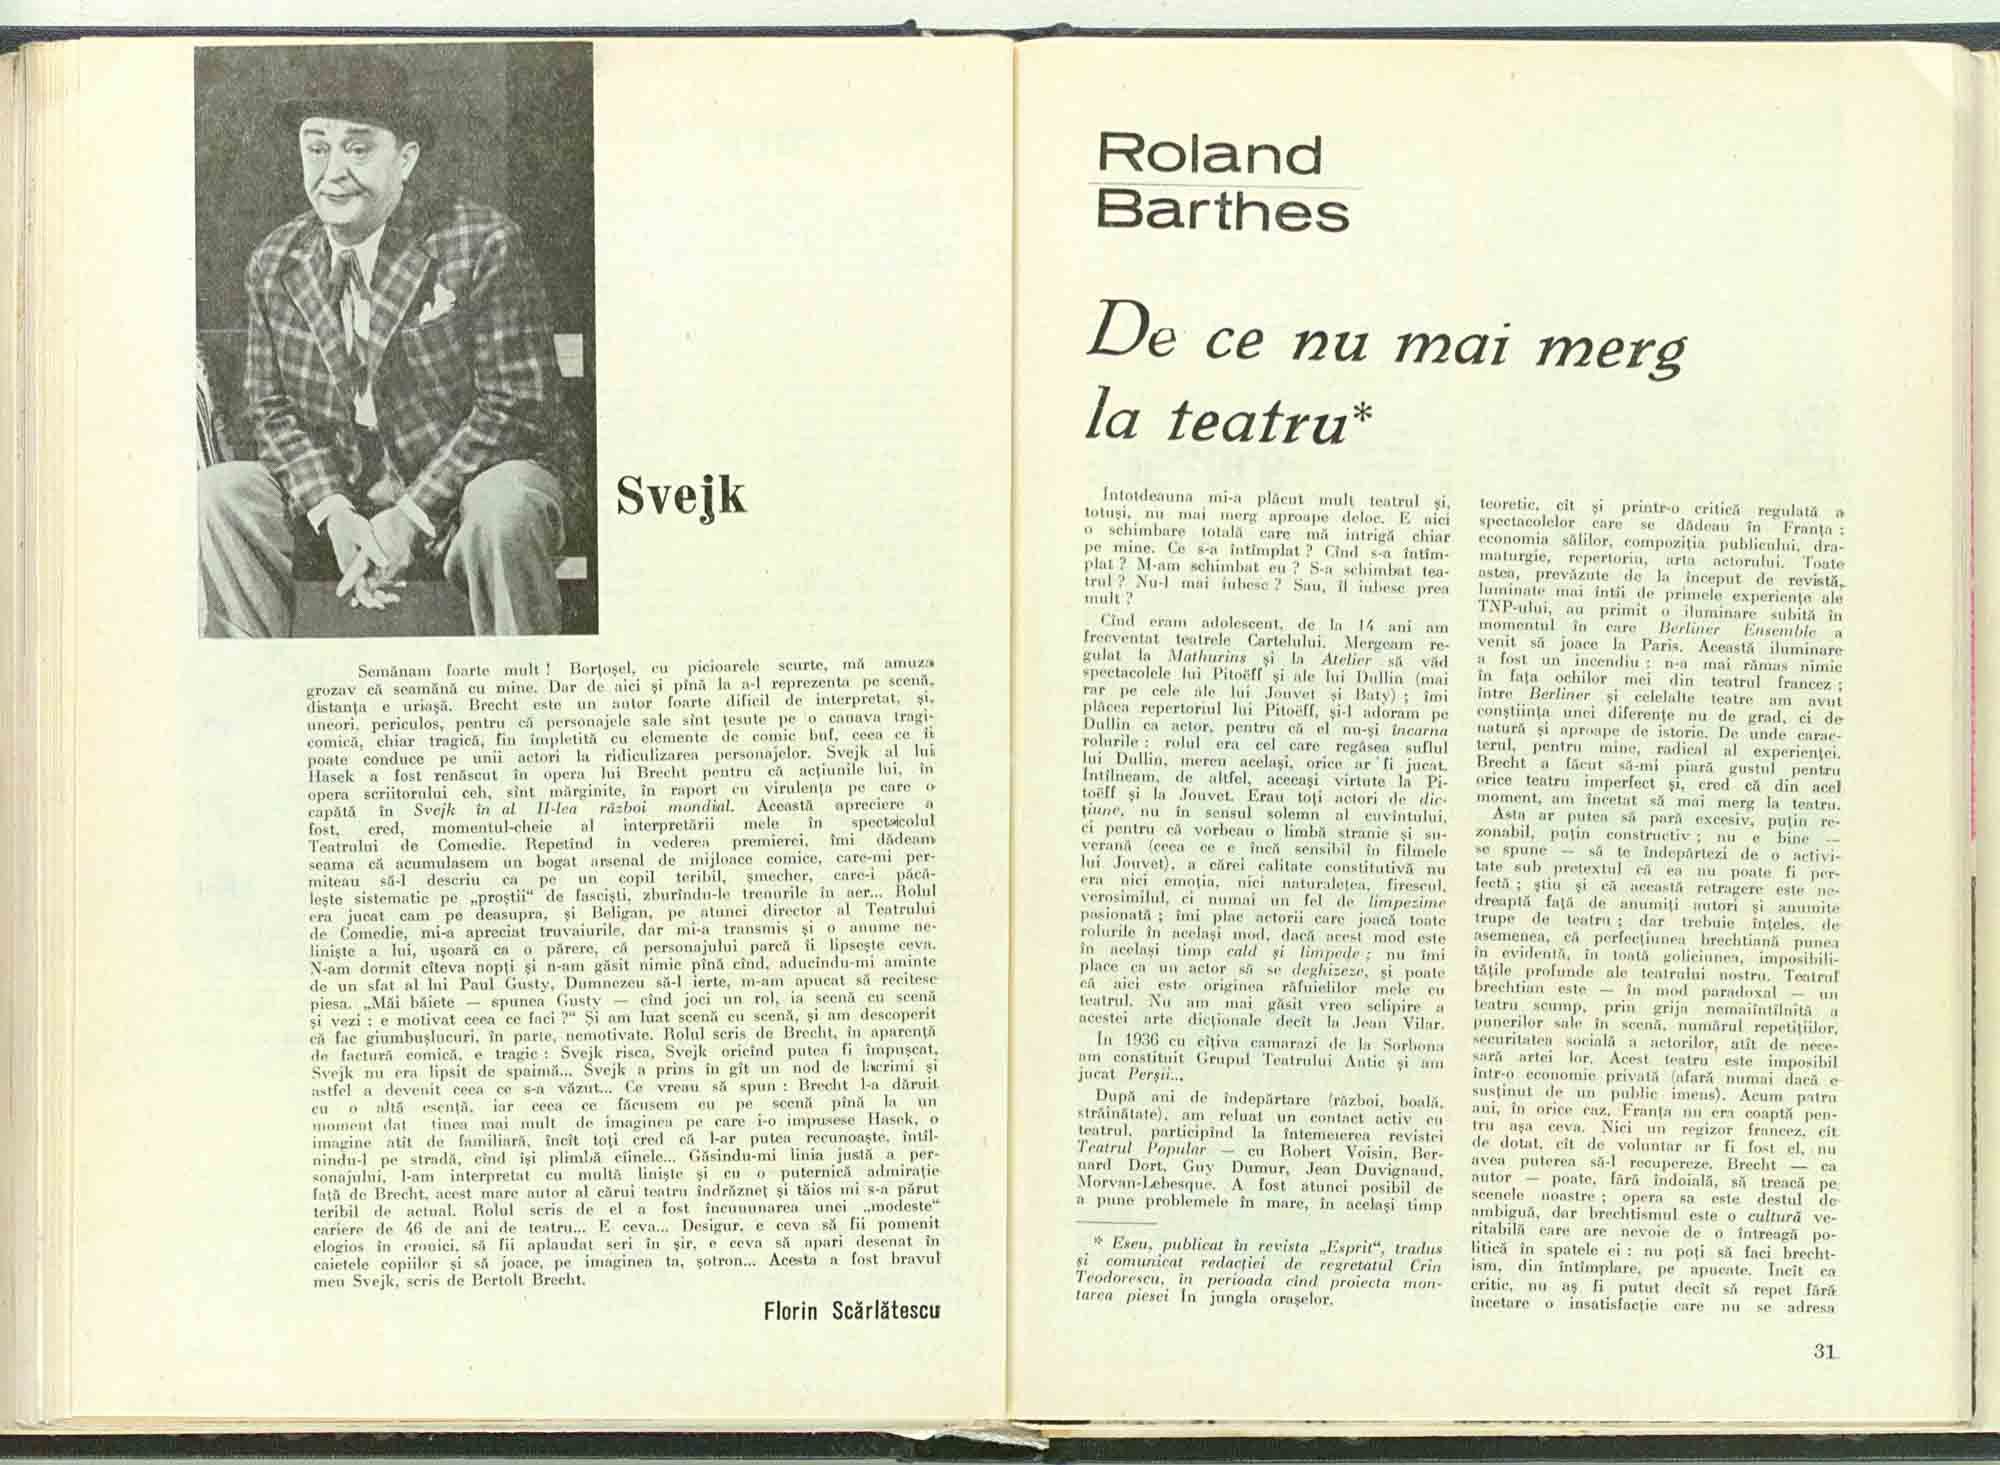 Svejk
Semănam foarte mult ! Borțoșel, cu picioarele scurte, mă amuza
grozav că seamănă cu mine. Dar de aici și pînă la a-l reprezenta pe scenă,
distanța e uriașă. Brecht este un autor foarte dificil de interpretat, și,
uneori, periculos, pentru că personajele sale sînt țesute pe o canava tragi-
comică, chiar tragică, fin împletită cu elemente de comic buf, ceea ce îi
poate conduce pe unii actori la ridiculizarea personajelor. Svejk al lui
Hasek a fost renăscut în opera lui Brecht pentru că acțiunile lui, în
opera scriitorului ceh, sînt mărginite, în raport cu virulența pe care o
capătă în Svejk în al II-lea război mondial. Această apreciere a
fost, cred, momentul-cheie al interpretării mele în spectacolul
Teatrului de Comedie. Repetînd în vederea premierei, îmi dădeam
seama că acumulasem un bogat arsenal de mijloace comice, care-mi per-
miteau să-l descriu ca pe un copil teribil, șmecher, care-i păcă-
lește sistematic pe „proștii“ de fasciști, zburîndu-le trenurile în aer... Rolul
era jucat cam pe deasupra, și Beligan, pe atunci director al Teatrului
de Comedie, mi-a apreciat truvaiurile, dar mi-a transmis și o anume ne-
liniște a lui, ușoară ca o părere, că personajului parcă îi lipsește ceva.
N-am dormit cîteva nopți și n-am găsit nimic pînă cînd, aducîndu-mi aminte
de un sfat al lui Paul Gusty, Dumnezeu să-l ierte, m-am apucat să recitesc
piesa. „Măi băiete — spunea Gusty — cînd joci un rol, ia scenă cu scenă
și vezi : e motivat ceea ce faci ?“ Și am luat scenă cu scenă, și am descoperit
că fac giumbușlucuri, în parte, nemotivate. Rolul scris de Brecht, în aparență
de factură comică, e tragic : Svejk risca, Svejk oricînd putea fi împușcat,
Svejk nu era lipsit de spaimă... Svejk a prins în gît un nod de lacrimi și
astfel a devenit ceea ce s-a văzut... Ce vreau să spun : Brecht l-a dăruit
cu o altă esență, iar ceea ce făcusem eu pe scenă pînă la un
moment dat ținea mai mult de imaginea pe care i-o impusese Hasek, o
imagine atît de familiară, încît toți cred că l-ar putea recunoaște, întîl-
nindu-l pe stradă, cînd își plimbă cîinele... Găsindu-mi linia justă a per-
sonajului, l-am interpretat cu multă liniște și cu o puternică admirație
față de Brecht, acest mare autor al cărui teatru îndrăzneț și tăios mi s-a părut
teribil de actual. Rolul scris de el a fost încununarea unei „modeste“
cariere de 46 de ani de teatru... E ceva... Desigur, e ceva să fii pomenit
elogios în cronici, să fii aplaudat seri în șir, e ceva să apari desenat în
caietele copiilor și să joace, pe imaginea ta, șotron... Acesta a fost bravul
meu Svejk, scris de Bertolt Brecht.
Florin Scărlătescu
Roland
Barthes
De ce nu mai merg
la teatru*
Întotdeauna mi-a plăcut mult teatrul și,
totuși, nu mai merg aproape deloc. E aici
o schimbare totală care mă intrigă chiar
pe mine. Ce s-a întîmplat ? Cînd s-a întîm-
plat ? M-am schimbat eu ? S-a schimbat tea-
trul ? Nu-l mai iubesc ? Sau, îl iubesc prea
mult ?
Cînd eram adolescent, de la 14 ani am
frecventat teatrele Cartelului. Mergeam re-
gulat la Mathurins și la Atelier să văd
spectacolele lui Pitoëff și ale lui Dullin (mai
rar pe cele ale lui Jouvet și Baty) ; îmi
plăcea repertoriul lui Pitoëff, și-l adoram pe
Dullin ca actor, pentru că el nu-și încarna
rolurile : rolul era cel care regăsea suflul
lui Dullin, mereu același, orice ar fi jucat.
Întîlneam, de altfel, aceeași virtute la Pi-
toëff și la Jouvet. Erau toți actori de dic-
țiune, nu în sensul solemn al cuvîntului,
ci pentru că vorbeau o limbă stranie și su-
verană (ceea ce e încă sensibil în filmele
lui Jouvet), a cărei calitate constitutivă nu
era nici emoția, nici naturalețea, firescul,
verosimilul, ci numai un fel de limpezime
pasionată ; îmi plac actorii care joacă toate
rolurile în același mod, dacă acest mod este
în același timp cald și limpede ; nu îmi
place ca un actor să se deghizeze, și poate
că aici este originea răfuielilor mele cu
teatrul. Nu am mai găsit vreo sclipire a
acestei arte dicționale decît la Jean Vilar.
In 1936 cu cîțiva camarazi de la Sorbona
am constituit Grupul Teatrului Antic și am
jucat Perșii...
După ani de îndepărtare (război, boală,
străinătate), am reluat un contact activ cu
teatrul, participînd la întemeierea revistei
Teatrul Popular — cu Robert Voisin, Ber-
nard Dort, Guy Dumur, Jean Duvignaud,
Morvan-Lebesque. A fost atunci posibil de
a pune problemele în mare, în același timp
* Eseu, publicat în revista „Esprit“, tradus
și comunicat redacției de regretatul Crin
Teodorescu, în perioada cînd proiecta mon-
tarea piesei In jungla orașelor.
teoretic, cît și printr-o critică regulată a
spectacolelor care se dădeau în Franța :
economia sălilor, compoziția publicului, dra-
maturgie, repertoriu, arta actorului. Toate
astea, prevăzute de la început de revistă,
luminate mai întîi de primele experiențe ale
TNP-ului, au primit o iluminare subită în
momentul în care Berliner Ensemble a
venit să joace la Paris. Această iluminare
a fost un incendiu : n-a mai rămas nimic
în fața ochilor mei din teatrul francez ;
între Berliner și celelalte teatre am avut
conștiința unei diferențe nu de grad, ci de
natură și aproape de istorie. De unde carac-
terul, pentru mine, radical al experienței.
Brecht a făcut să-mi piară gustul pentru
orice teatru imperfect și, cred că din acel
moment, am încetat să mai merg la teatru.
Asta ar putea să pară excesiv, puțin re-
zonabil, puțin constructiv ; nu e bine —
se spune — să te îndepărtezi de o activi-
tate sub pretextul că ea nu poate fi per-
fectă ; știu și că această retragere este ne-
dreaptă față de anumiți autori și anumite
trupe de teatru ; dar trebuie înțeles, de
asemenea, că perfecțiunea brechtiană punea
în evidență, în toată goliciunea, imposibili-
tățile profunde ale teatrului nostru. Teatrul
brechtian este — în mod paradoxal — un
teatru scump, prin grija nemaiîntîlnită a
punerilor sale în scenă, numărul repetițiilor,
securitatea socială a actorilor, atît de nece-
sară artei lor. Acest teatru este imposibil
într-o economie privată (afară numai dacă e
susținut de un public imens). Acum patru
ani, în orice caz, Franța nu era coaptă pen-
tru așa ceva. Nici un regizor francez, cît
de dotat, cît de voluntar ar fi fost el, nu
avea puterea să-l recupereze. Brecht — ca
autor — poate, fără îndoială, să treacă pe
scenele noastre ; opera sa este destul de
ambiguă, dar brechtismul este o cultură ve-
ritabilă care are nevoie de o întreagă po-
litică în spatele ei : nu poți să faci brecht-
ism, din întîmplare, pe apucate. Incît ca
critic, nu aș fi putut decît să repet fără
încetare o insatisfacție care nu se adresa
31